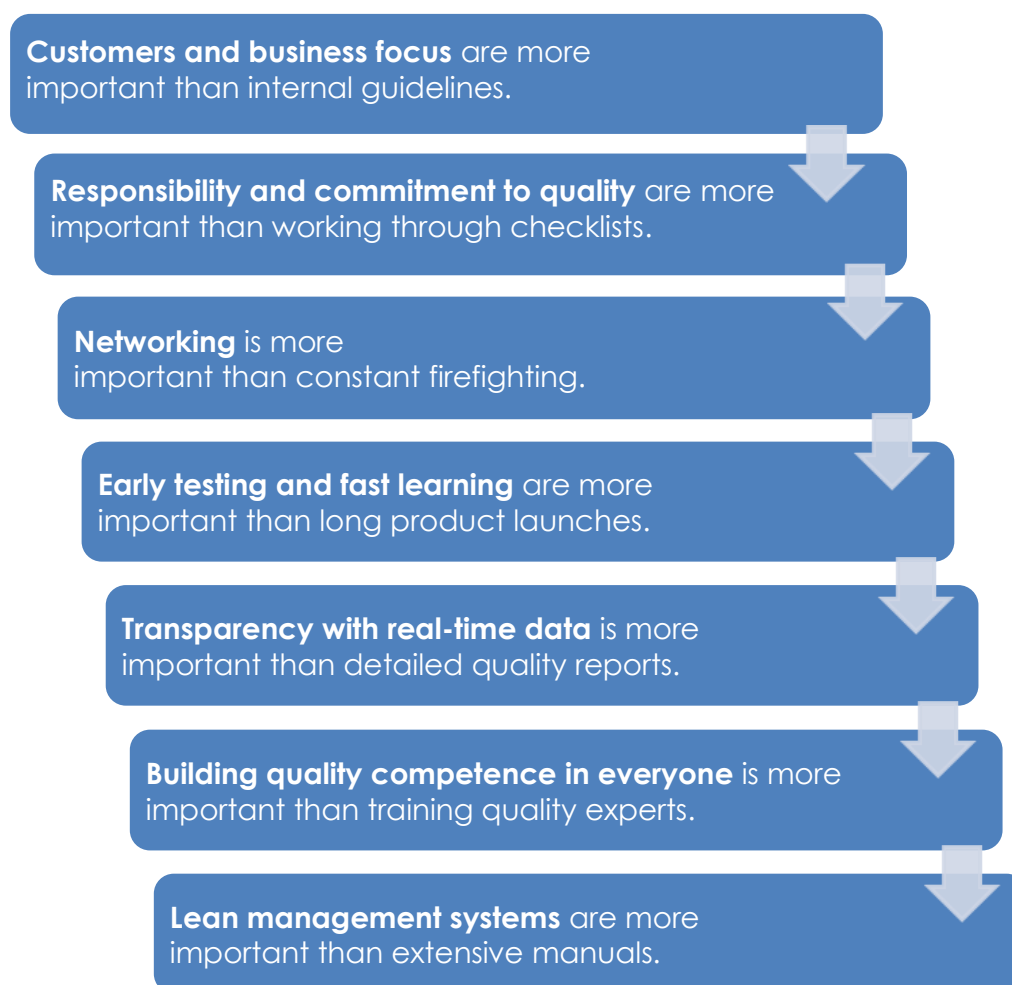 Customers and business focus are more
important than internal guidelines.
Responsibility and commitment to quality are more
important than working through checklists.
Networking is more
important than constant firefighting.
Early testing and fast learning are more
important than long product launches.
Transparency with real-time data is more
important than detailed quality reports.
Building quality competence in everyone is more
important than training quality experts.
Lean management systems are more
important than extensive manuals.